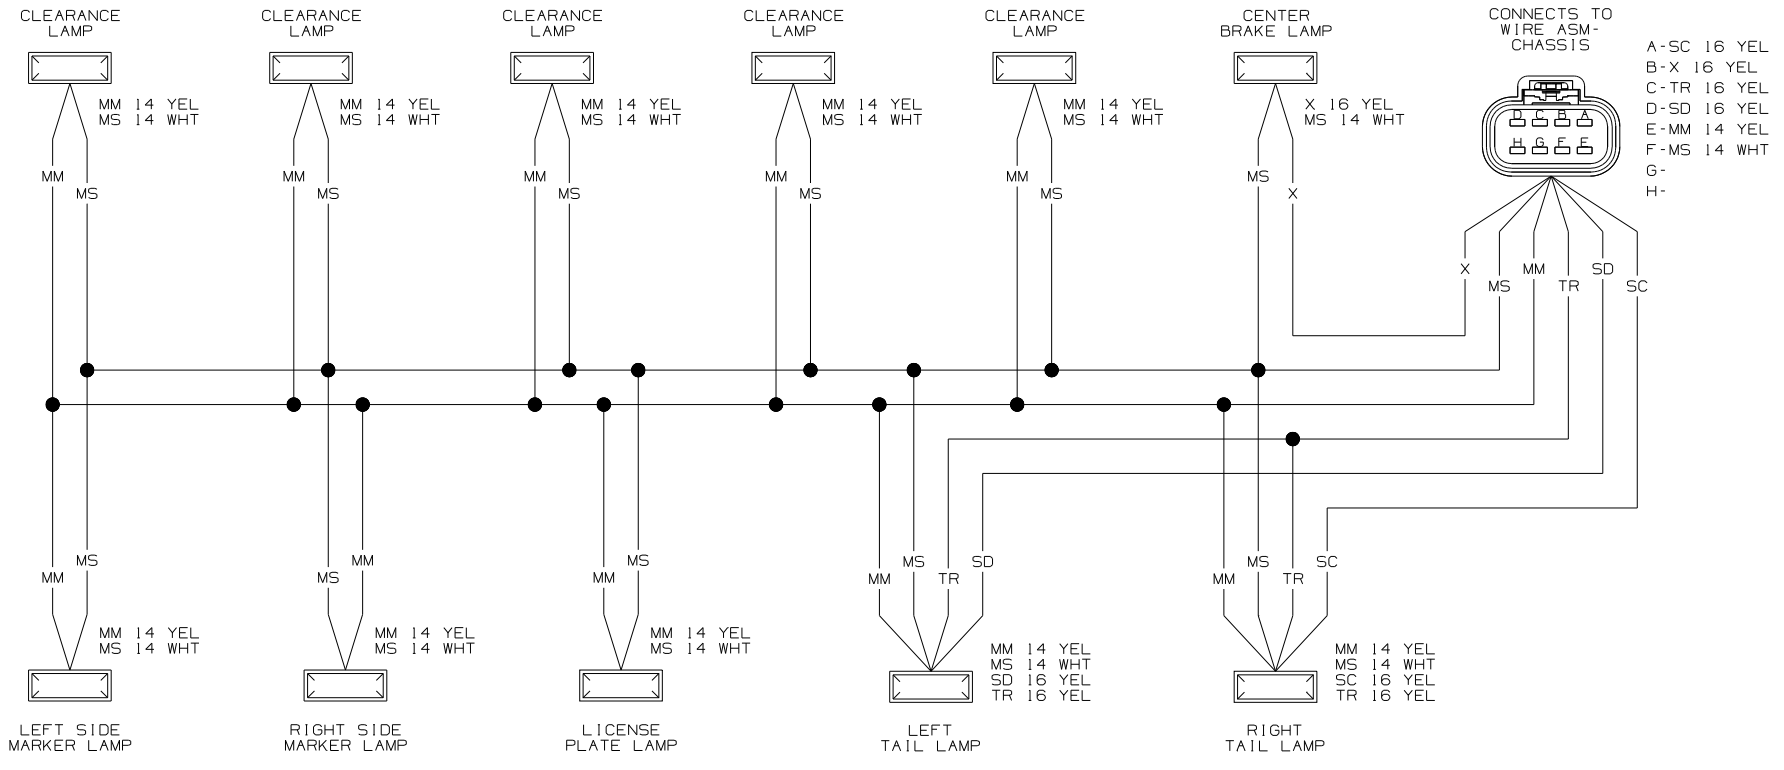 CLEARANCE
LAMP
CLEARANCE
LAMP
CLEARANCE
LAMP
CLEARANCE
LAMP
CLEARANCE
LAMP
CENTER
BRAKE LAMP
CONNECTS TO
WIRE ASM-
CHASSIS
A-SC 16 YEL
B-X 16 YEL
C-TR 16 YEL
D-SD 16 YEL
E-MM 14 YEL
F-MS 14 WHT
G-
H-
MM 14 YEL
MS 14 WHT
MM 14 YEL
MS 14 WHT
MM 14 YEL
MS 14 WHT
MM 14 YEL
MS 14 WHT
MM 14 YEL
MS 14 WHT
X 16 YEL
MS 14 WHT
D C B A
H G F E
MM
MS
MM
MS
MM
MS
MM
MS
MM
MS
MS
X
X
MS
MM
TR
SD
SC
MM
MS
MS
MM
MM
MS
MM
MS
TR
SD
MM
MS
TR
SC
MM 14 YEL
MS 14 WHT
MM 14 YEL
MS 14 WHT
MM 14 YEL
MS 14 WHT
MM 14 YEL
MS 14 WHT
SD 16 YEL
TR 16 YEL
MM 14 YEL
MS 14 WHT
SC 16 YEL
TR 16 YEL
LEFT SIDE
MARKER LAMP
RIGHT SIDE
MARKER LAMP
LICENSE
PLATE LAMP
LEFT
TAIL LAMP
RIGHT
TAIL LAMP